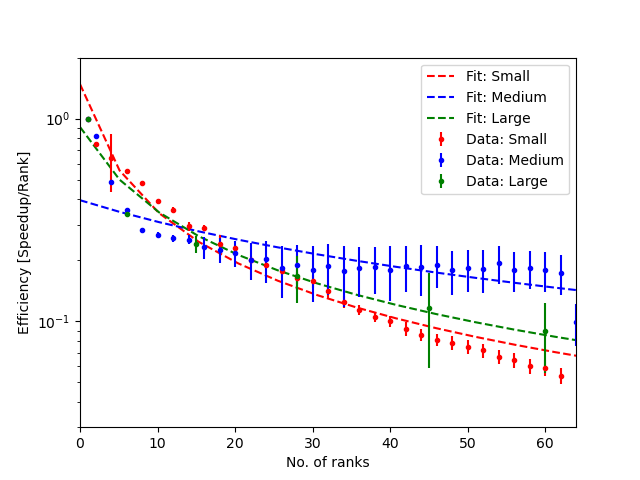 Fit: Small
Fit: Medium
Fit: Large
Data: Small
Data: Medium
Data: Large
Efficiency [Speedup/Rank]
10⁰
10⁻¹
0 10 20 30 40 50 60
No. of ranks